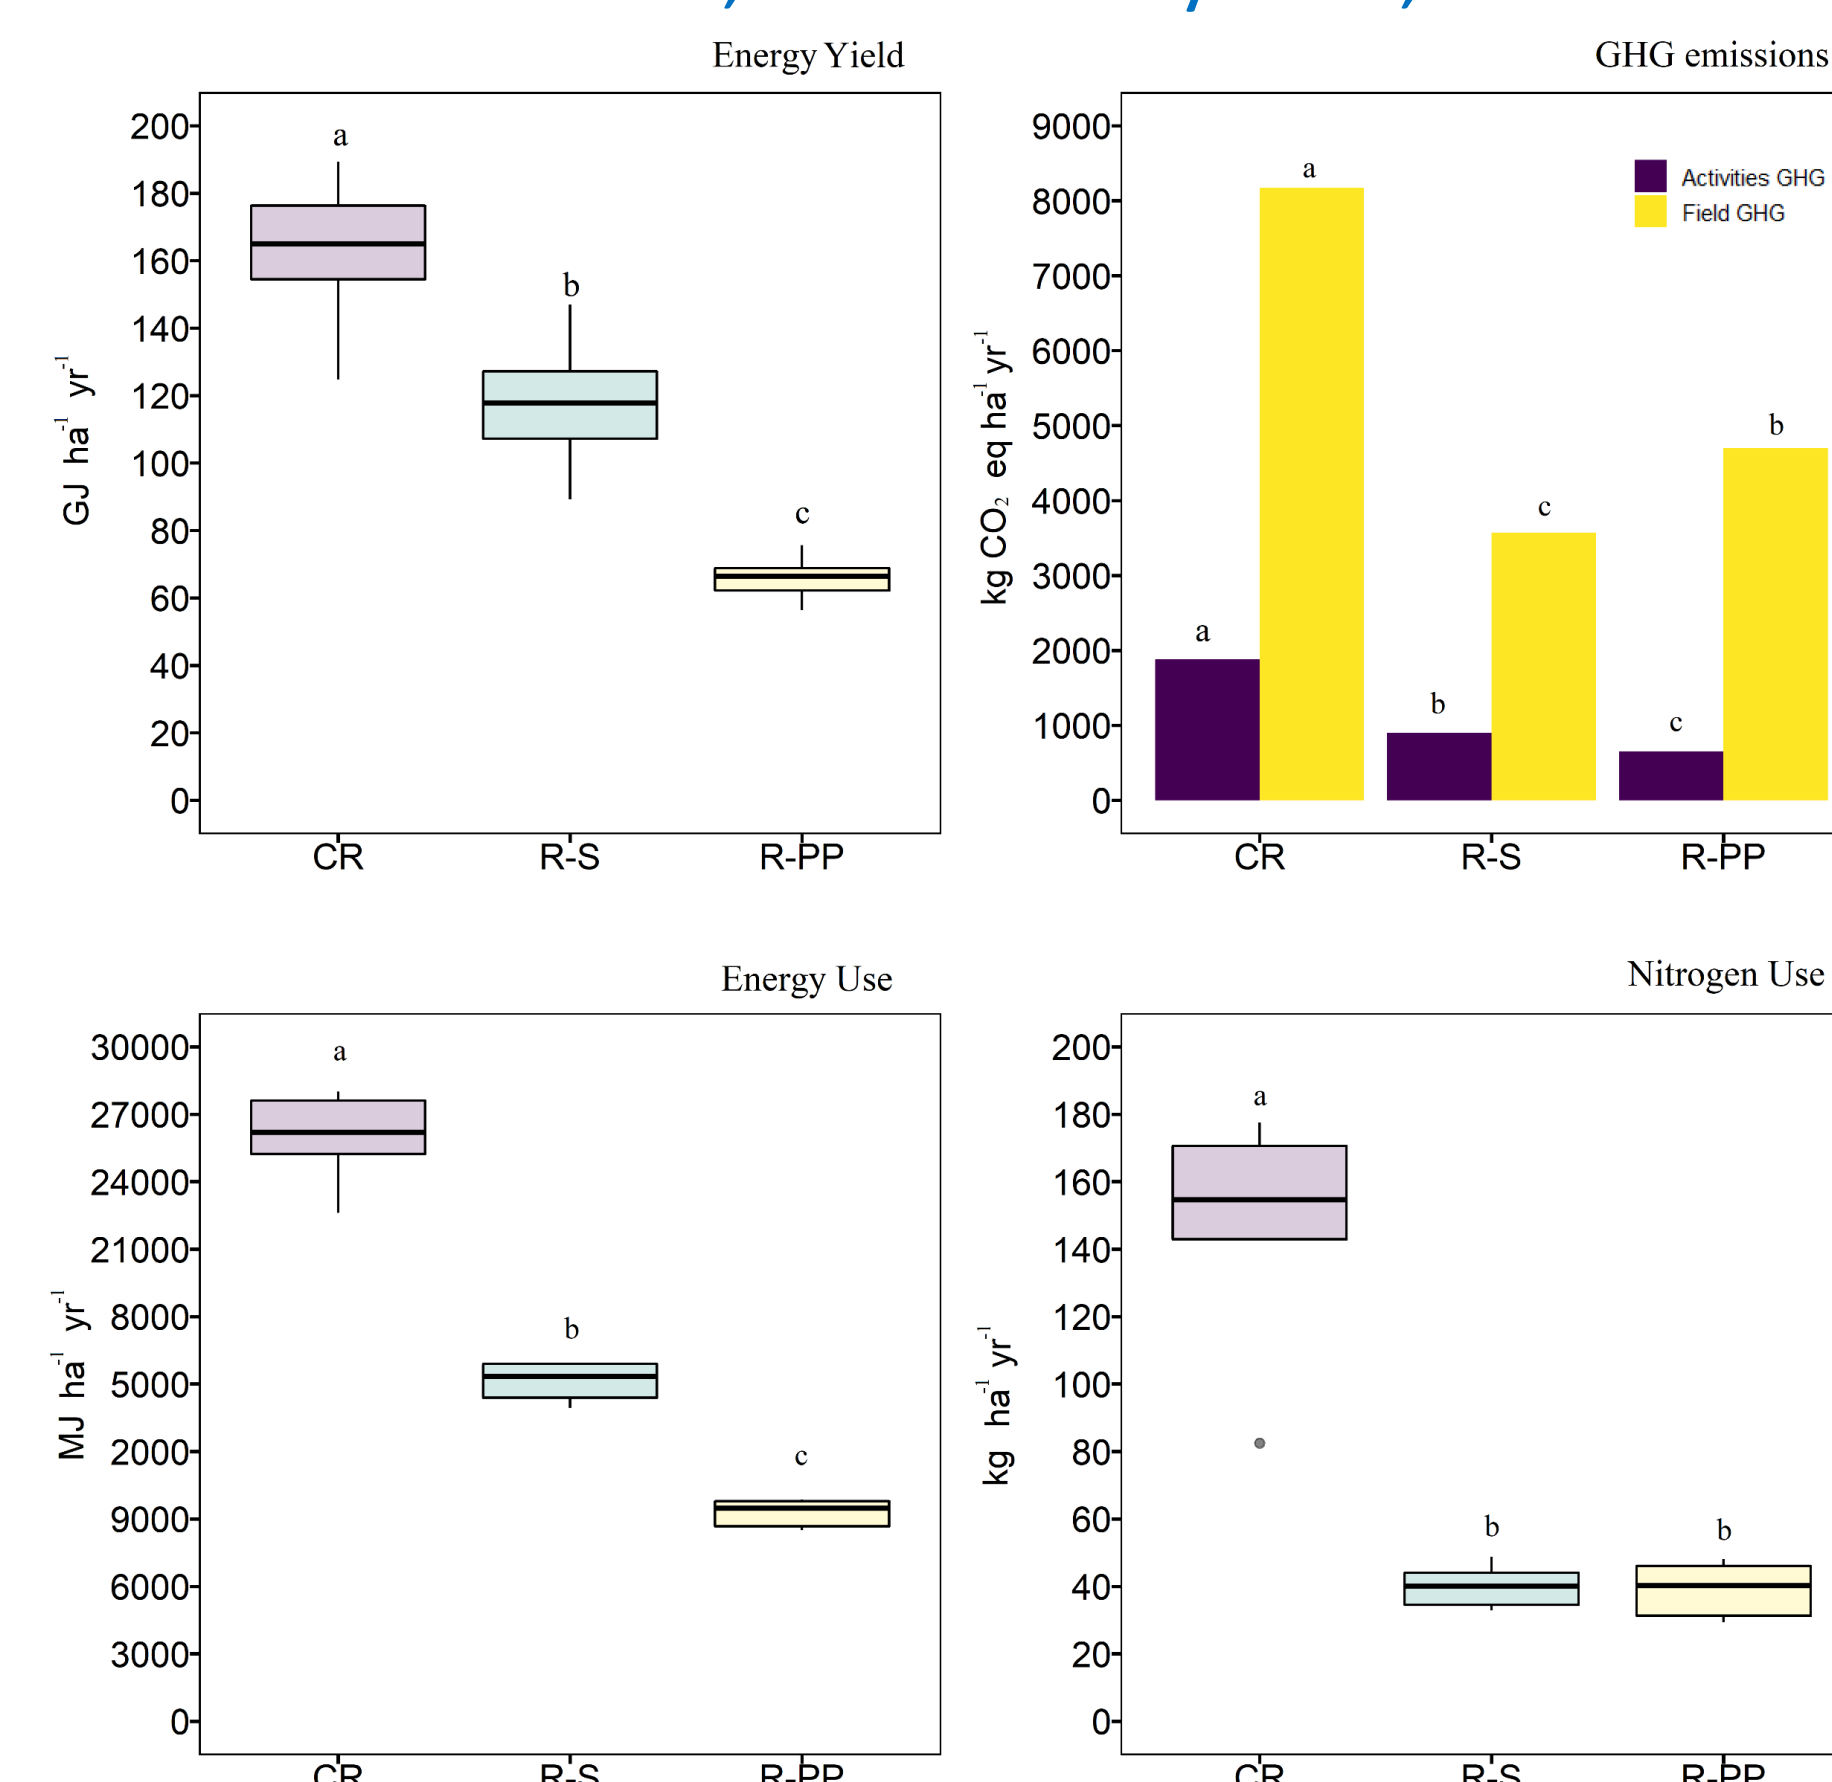 Energy Yield
200
180
160
140
120
100
80
60
40
20
0
GJ ha-1 yr-1
a
b
c
CR R-S R-PP
GHG emissions
9000
8000
7000
6000
5000
4000
3000
2000
1000
0
kg CO2 eq ha-1 yr-1
Activities GHG
Field GHG
a
a
b
c
c
b
CR R-S R-PP
Energy Use
30000
27000
24000
21000
8000
5000
2000
9000
6000
3000
0
MJ ha-1 yr-1
a
b
c
CR R-S R-PP
Nitrogen Use
200
180
160
140
120
100
80
60
40
20
0
kg ha-1 yr-1
a
b
b
CR R-S R-PP